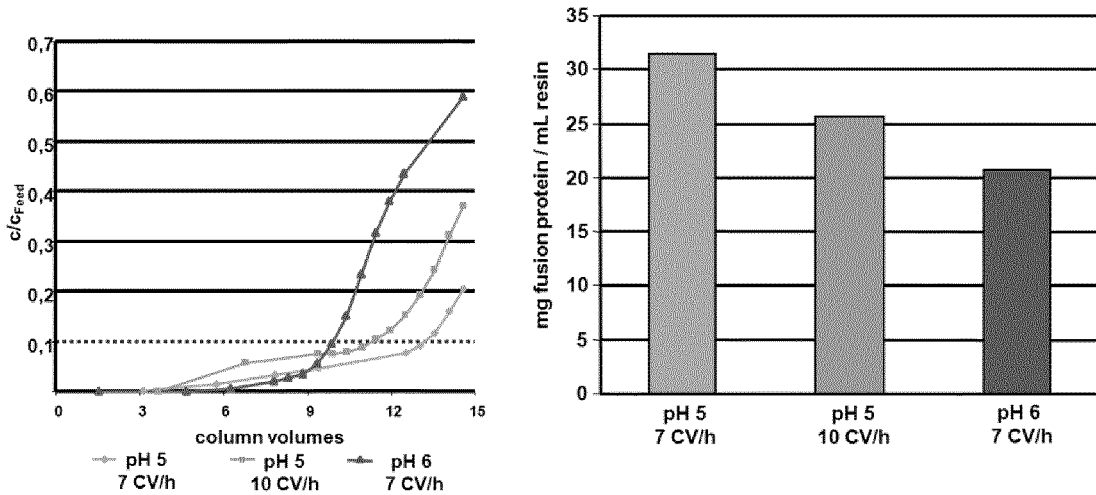 0,7
0,6
0,5
0,4
0,3
0,2
0,1
c/cFeed
0 3 6 9 12 15
column volumes
pH 5 pH 5 pH 6
7 CV/h 10 CV/h 7 CV/h
35
30
25
20
15
10
5
0
mg fusion protein / mL resin
pH 5 pH 5 pH 6
7 CV/h 10 CV/h 7 CV/h